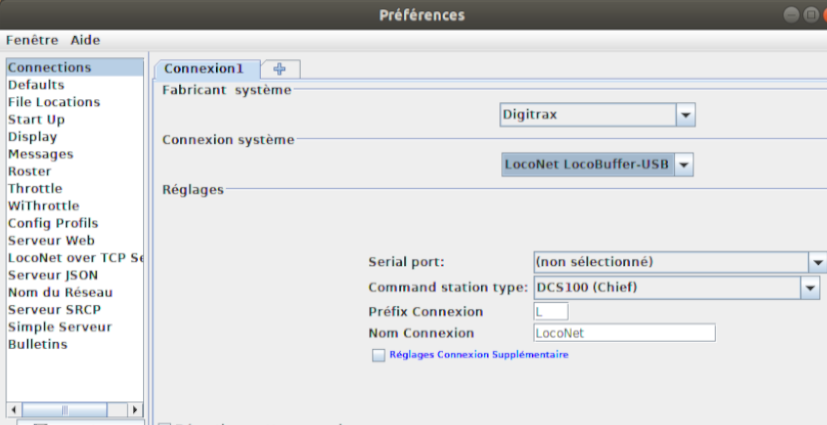 Préférences
Fenêtre Aide
Connections
Defaults
File Locations
Start Up
Display
Messages
Roster
Throttle
WiThrottle
Config Profils
Serveur Web
LocoNet over TCP Se
Serveur JSON
Nom du Réseau
Serveur SRCP
Simple Serveur
Bulletins
Connexion1
Fabricant système
Digitrax
Connexion système
LocoNet LocoBuffer-USB
Réglages
Serial port: (non sélectionné)
Command station type: DCS100 (Chief)
Préfix Connexion L
Nom Connexion LocoNet
Réglages Connexion Supplémentaire